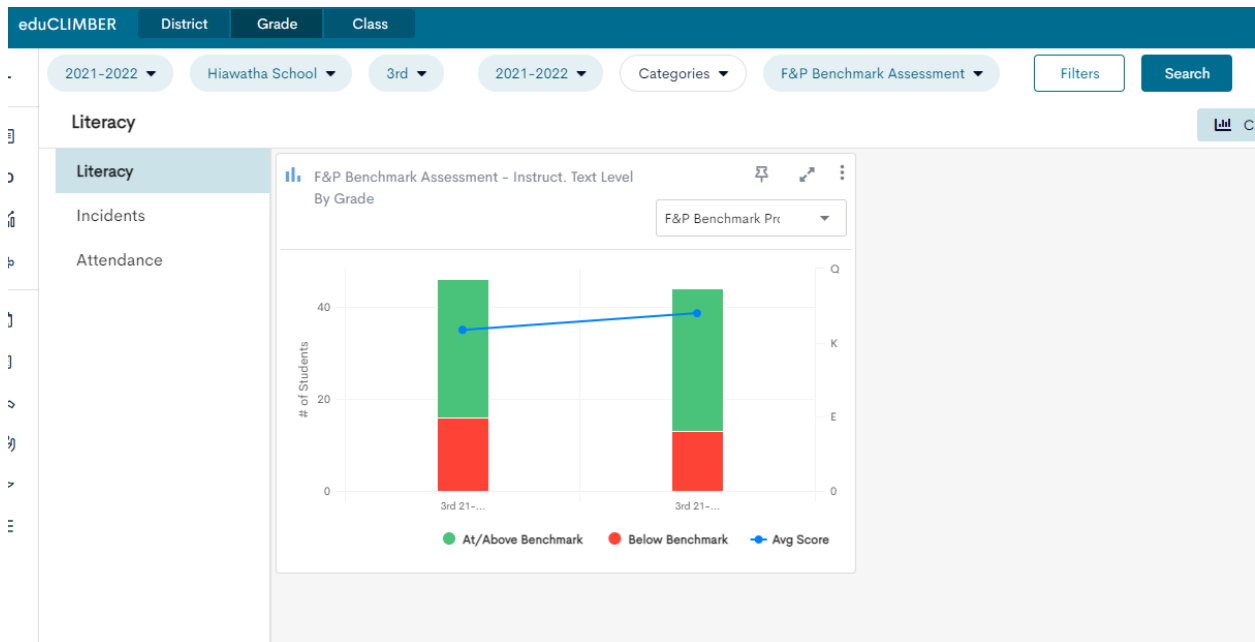 eduCLIMBER District Grade Class
2021-2022 Hiawatha School 3rd 2021-2022 Categories F&P Benchmark Assessment Filters Search
Literacy
C
Literacy
Incidents
Attendance
F&P Benchmark Assessment - Instruct. Text Level
By Grade
F&P Benchmark Pro
# of Students
40
20
0
Q
K
E
0
3rd 21-... 3rd 21-...
At/Above Benchmark Below Benchmark Avg Score